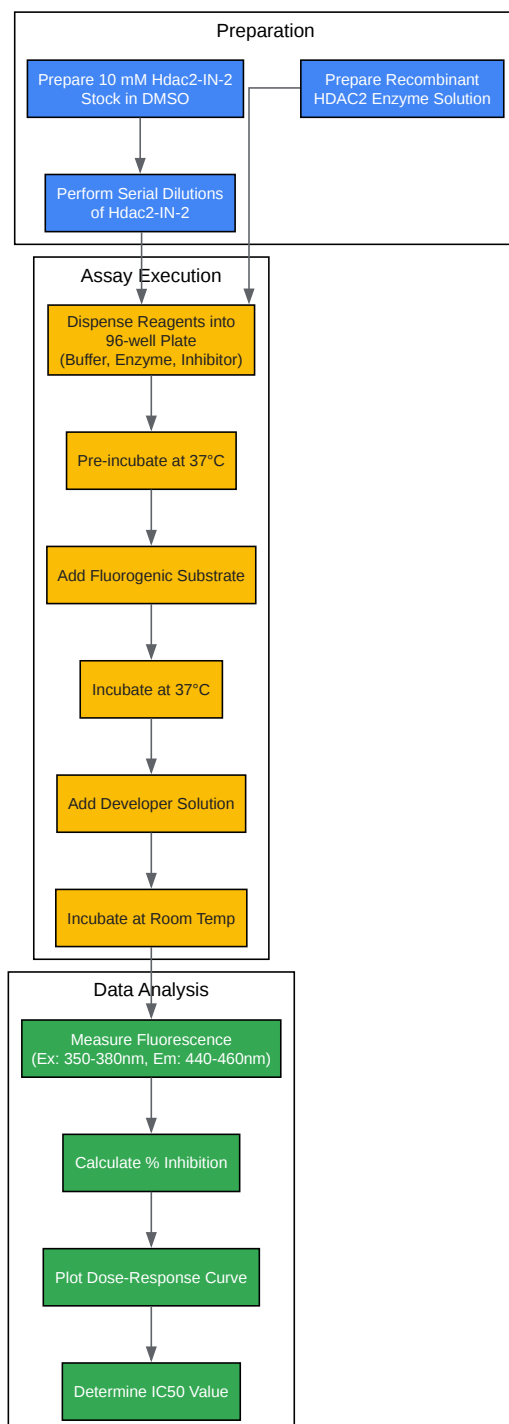 Preparation
Prepare 10 mM Hdac2-IN-2
Stock in DMSO
Prepare Recombinant
HDAC2 Enzyme Solution
Perform Serial Dilutions
of Hdac2-IN-2
Assay Execution
Dispense Reagents into
96-well Plate
(Buffer, Enzyme, Inhibitor)
Pre-incubate at 37°C
Add Fluorogenic Substrate
Incubate at 37°C
Add Developer Solution
Incubate at Room Temp
Data Analysis
Measure Fluorescence
(Ex: 350-380nm, Em: 440-460nm)
Calculate % Inhibition
Plot Dose-Response Curve
Determine IC50 Value